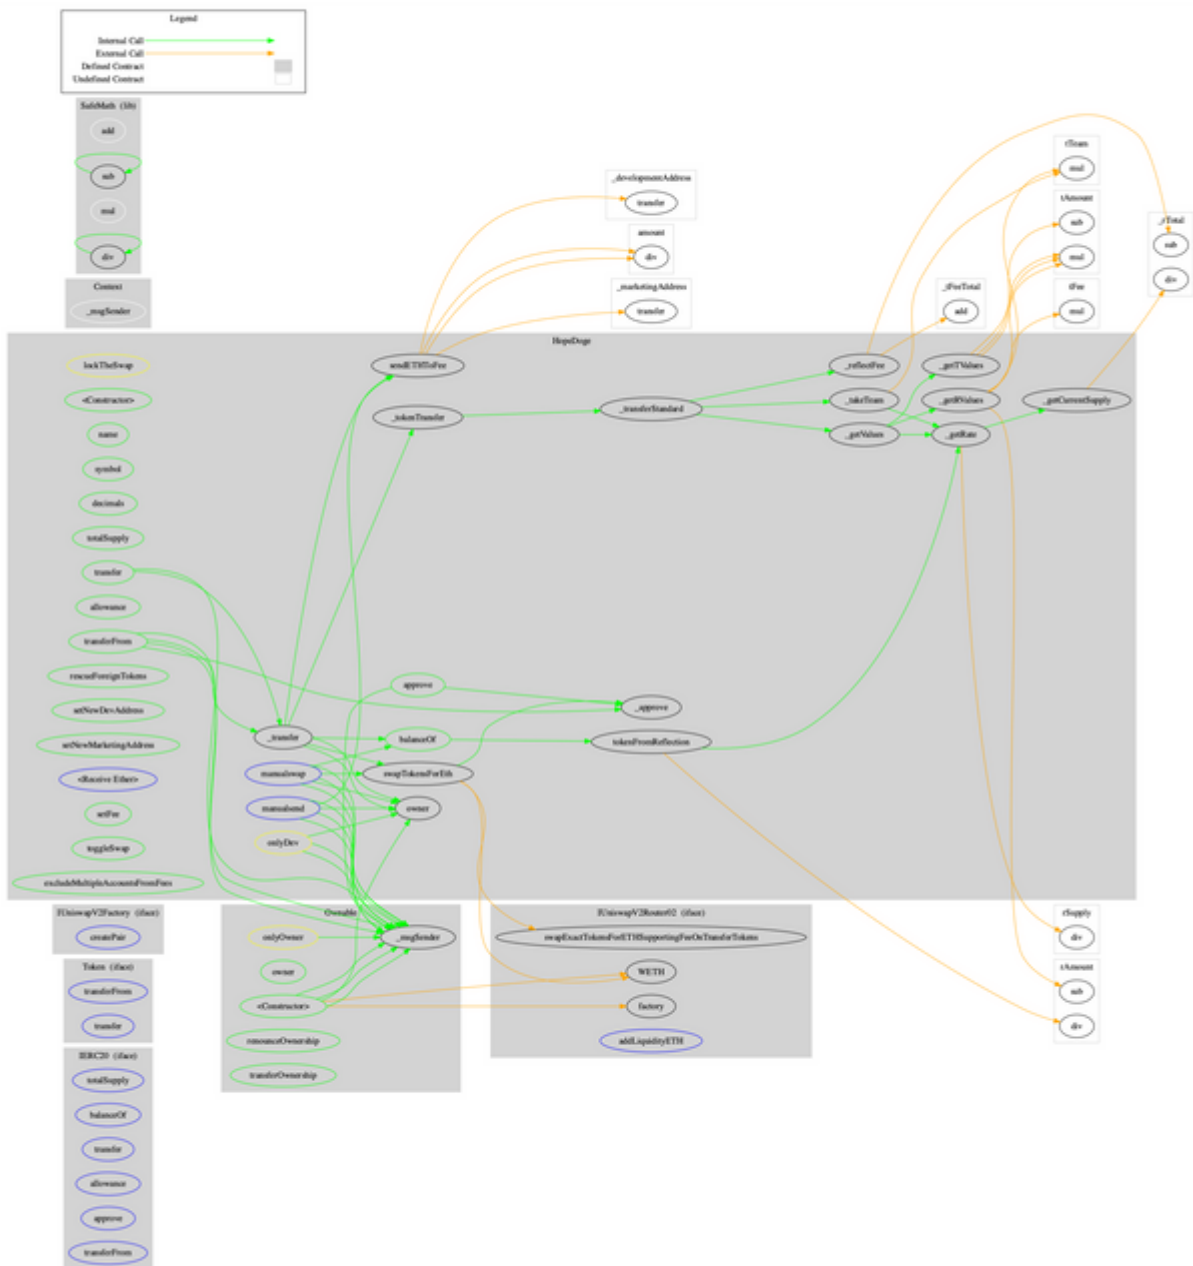 Legend
Internal Call
External Call
Defined Contract
Undefined Contract
SafeMath (lib)
add
sub
mul
div
Context
_msgSender
_developmentAddress
transfer
amount
div
_marketingAddress
transfer
_tFeeTotal
add
tTeam
mul
tAmount
sub
mul
tFee
mul
_rTotal
sub
div
HopeDoge
lockTheSwap
<Constructor>
name
symbol
decimals
totalSupply
transfer
allowance
transferFrom
rescueForeignTokens
setNewDevAddress
setNewMarketingAddress
<Receive Ether>
setFee
toggleSwap
excludeMultipleAccountsFromFees
_transfer
manualswap
manualsend
onlyDev
sendETHToFee
_tokenTransfer
approve
balanceOf
swapTokensForEth
owner
_transferStandard
_approve
tokenFromReflection
_reflectFee
_takeTeam
_getValues
_getTValues
_getRValues
_getRate
_getCurrentSupply
IUniswapV2Factory (iface)
createPair
Token (iface)
transferFrom
transfer
IERC20 (iface)
totalSupply
balanceOf
transfer
allowance
approve
transferFrom
Ownable
onlyOwner
owner
<Constructor>
renounceOwnership
transferOwnership
_msgSender
IUniswapV2Router02 (iface)
swapExactTokensForETHSupportingFeeOnTransferTokens
WETH
factory
addLiquidityETH
rSupply
div
rAmount
sub
div